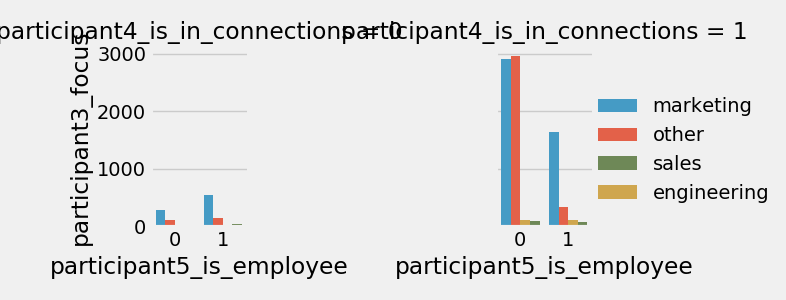 participant4_is_in_connections = 0
participant4_is_in_connections = 1
participant3_focus
3000
2000
1000
0
0 1
0 1
participant5_is_employee
participant5_is_employee
marketing
other
sales
engineering